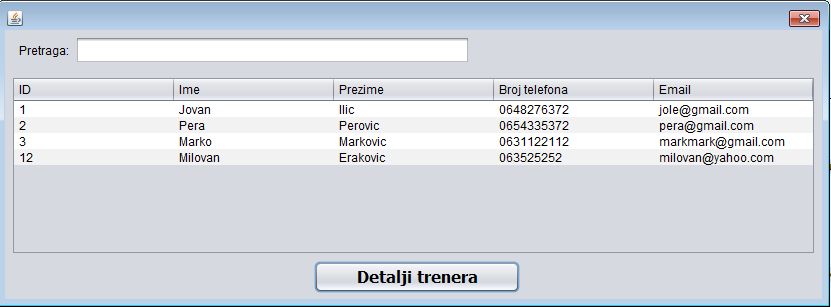 Pretraga:
ID Ime Prezime Broj telefona Email
1 Jovan Ilic 0648276372 jole@gmail.com
2 Pera Perovic 0654335372 pera@gmail.com
3 Marko Markovic 0631122112 markmark@gmail.com
12 Milovan Erakovic 063525252 milovan@yahoo.com
Detalji trenera